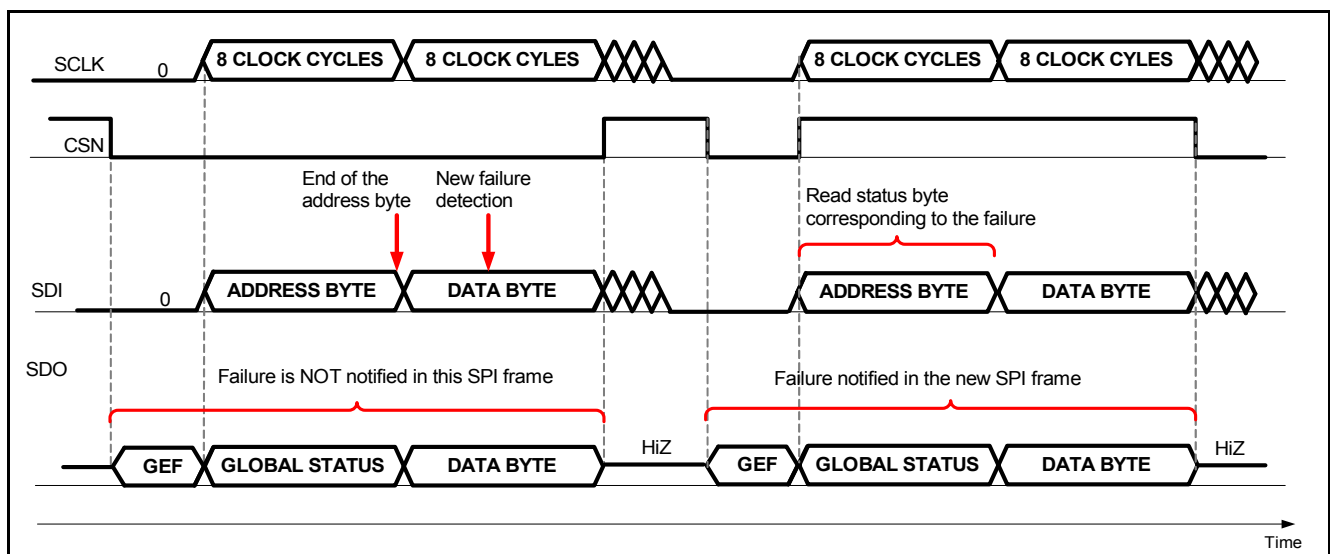 SCLK
0
8 CLOCK CYCLES
8 CLOCK CYLES
8 CLOCK CYCLES
8 CLOCK CYLES
CSN
End of the
address byte
New failure
detection
Read status byte
corresponding to the failure
SDI
0
ADDRESS BYTE
DATA BYTE
ADDRESS BYTE
DATA BYTE
SDO
Failure is NOT notified in this SPI frame
Failure notified in the new SPI frame
GEF
GLOBAL STATUS
DATA BYTE
HiZ
GEF
GLOBAL STATUS
DATA BYTE
HiZ
Time